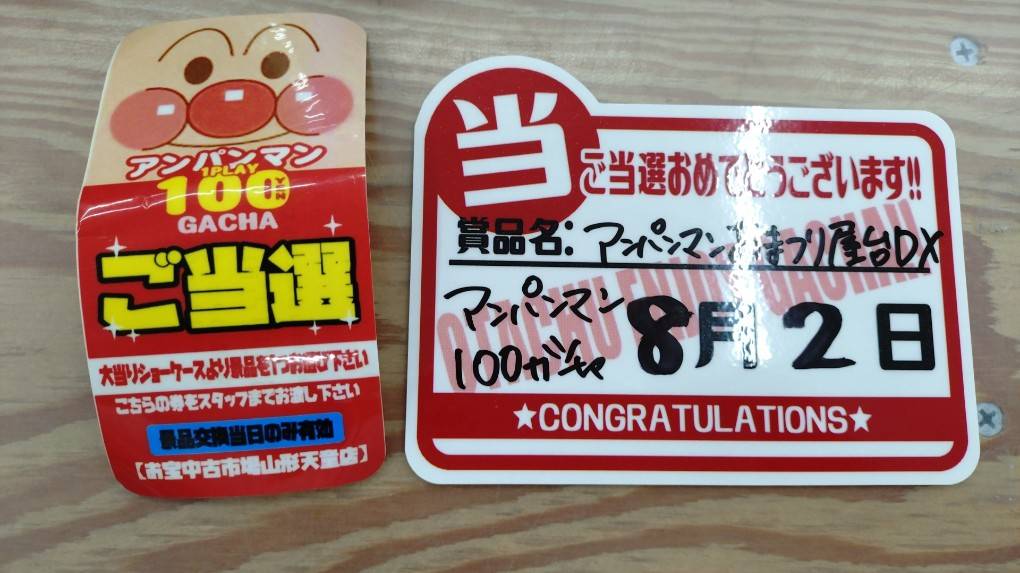 アンパンマン
1PLAY
100YEN
GACHA
ご当選
大当りショーケースより景品を1つお選び下さい
こちらの券をスタッフまでお渡し下さい
景品交換当日のみ有効
【お宝中古市場山形天童店】
当
ご当選おめでとうございます!!
賞品名: アンパンマンおまつり屋台DX
アンパンマン
100ガチャ
8月2日
★CONGRATULATIONS★